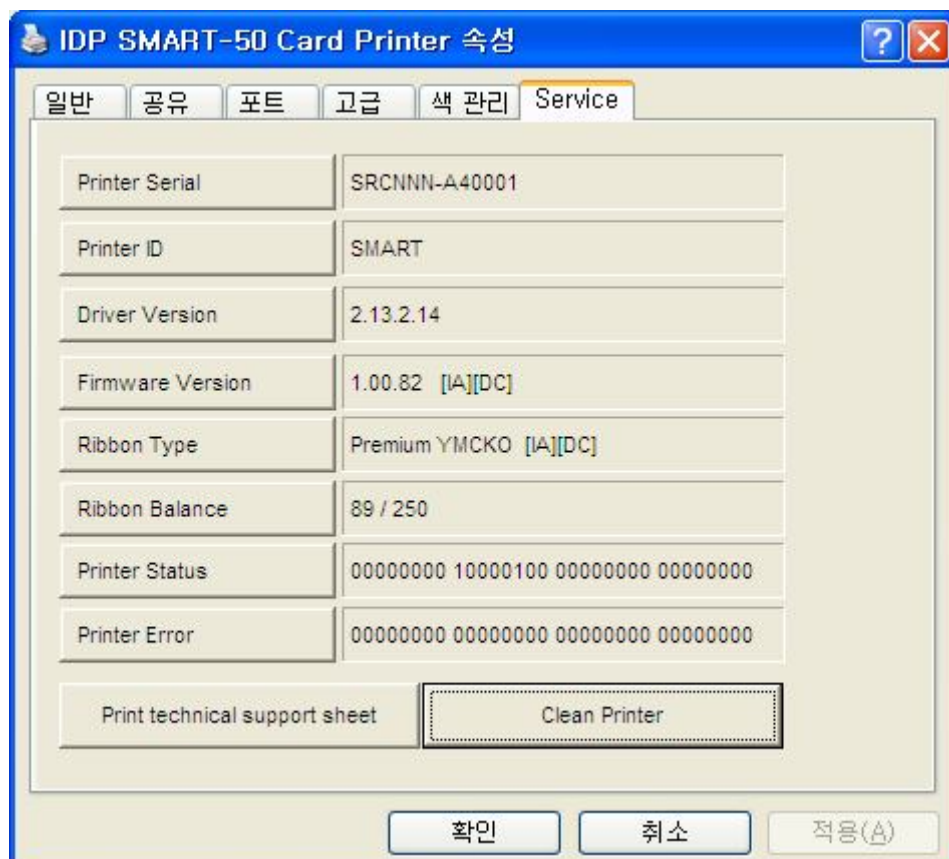 IDP SMART-50 Card Printer 속성
일반 공유 포트 고급 색 관리 Service
Printer Serial SRCNNN-A40001
Printer ID SMART
Driver Version 2.13.2.14
Firmware Version 1.00.82 [IA][DC]
Ribbon Type Premium YMCKO [IA][DC]
Ribbon Balance 89 / 250
Printer Status 00000000 10000100 00000000 00000000
Printer Error 00000000 00000000 00000000 00000000
Print technical support sheet Clean Printer
확인 취소 적용(A)